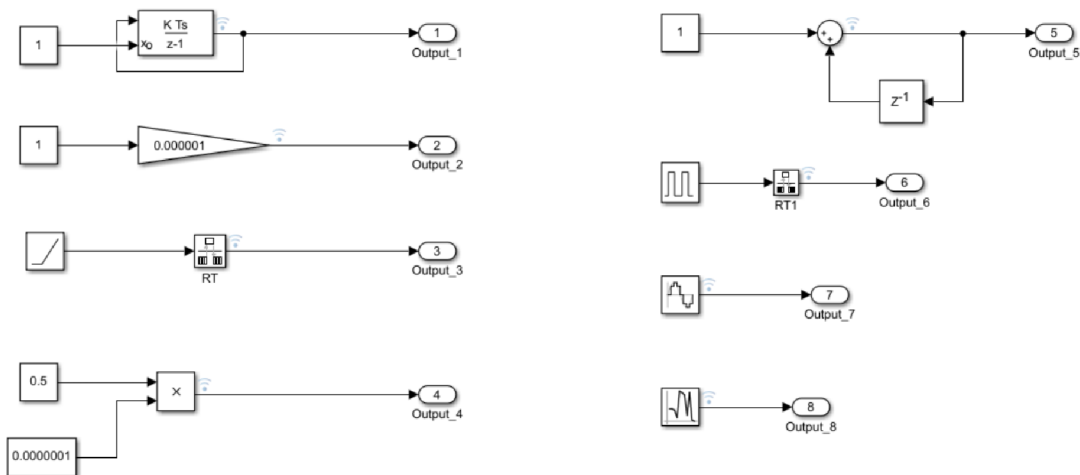 1
K Ts
z-1
xo
1
Output_1
1
0.000001
2
Output_2
RT
3
Output_3
0.5
×
0.0000001
4
Output_4
1
+
+
Z-1
5
Output_5
RT1
6
Output_6
7
Output_7
8
Output_8